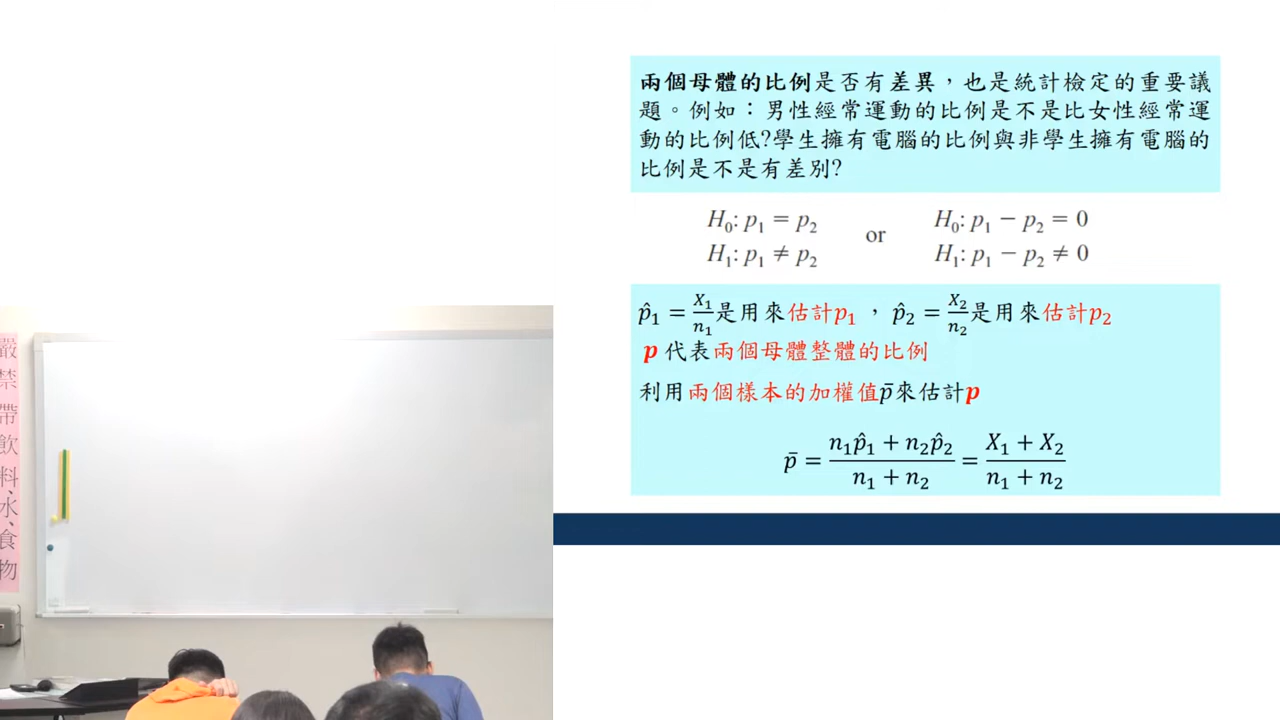 兩個母體的比例是否有差異，也是統計檢定的重要議
題。例如：男性經常運動的比例是不是比女性經常運
動的比例低?學生擁有電腦的比例與非學生擁有電腦的
比例是不是有差別?
H₀: p₁ = p₂ or H₀: p₁ − p₂ = 0
H₁: p₁ ≠ p₂ H₁: p₁ − p₂ ≠ 0
p̂₁ = X₁/n₁ 是用來估計p₁ ， p̂₂ = X₂/n₂ 是用來估計p₂
p 代表兩個母體整體的比例
利用兩個樣本的加權值p̄來估計p
p̄ = (n₁p̂₁ + n₂p̂₂)/(n₁ + n₂) = (X₁ + X₂)/(n₁ + n₂)
嚴禁帶飲料、水、食物